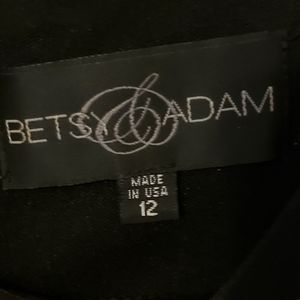 BETSY & ADAM
MADE
IN USA
12